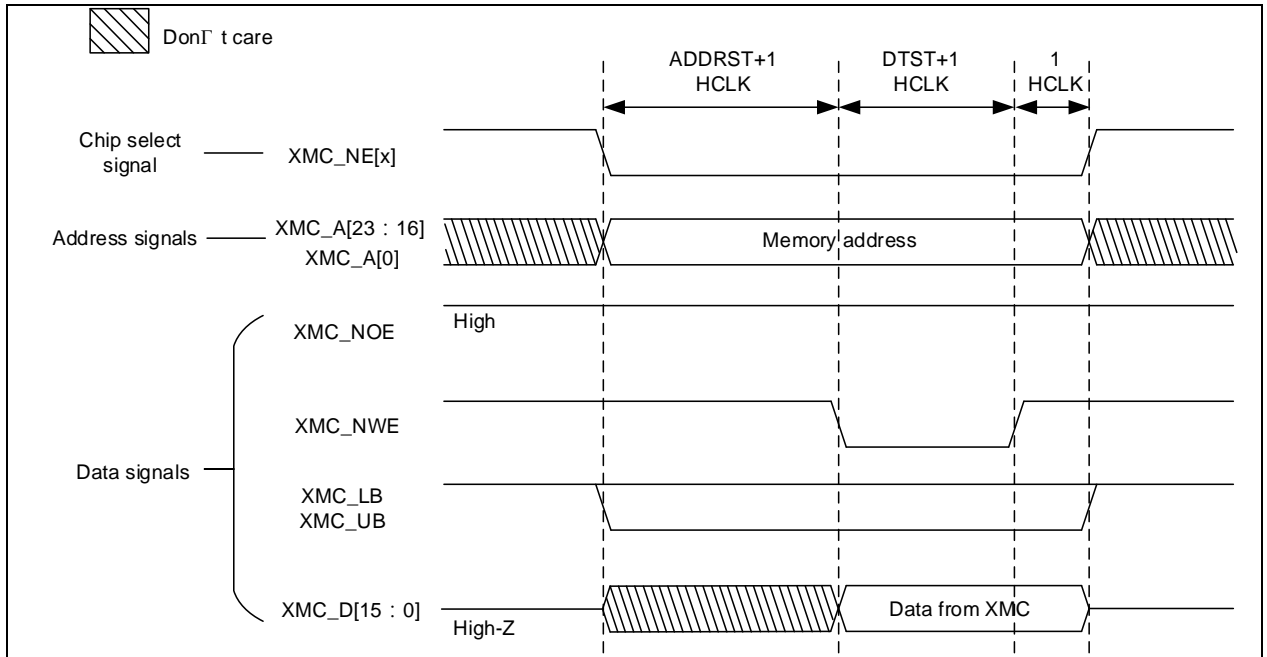 DonΓ t care
ADDRST+1
HCLK
DTST+1
HCLK
1
HCLK
Chip select
signal
XMC_NE[x]
Address signals
XMC_A[23 : 16]
XMC_A[0]
Memory address
XMC_NOE
High
XMC_NWE
Data signals
XMC_LB
XMC_UB
XMC_D[15 : 0]
High-Z
Data from XMC